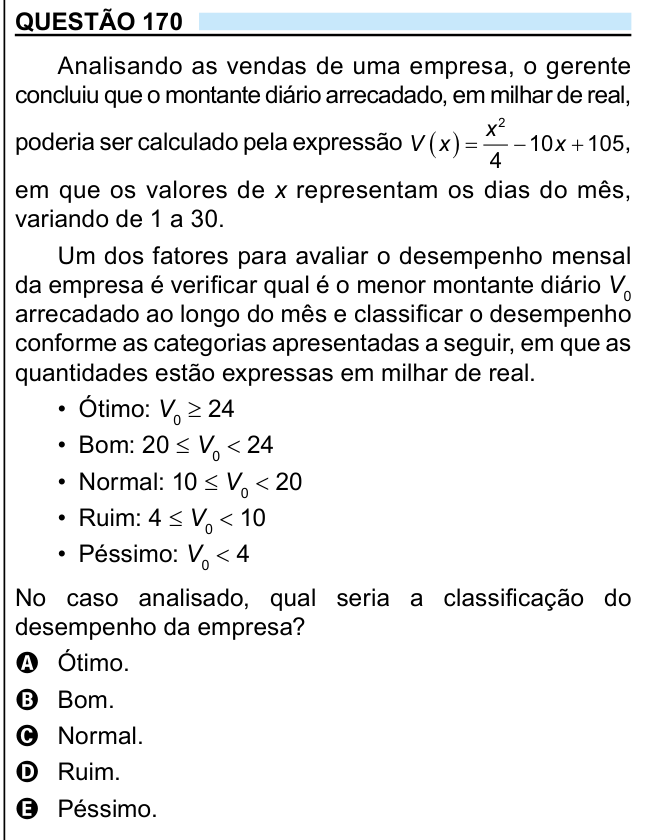 QUESTÃO 170
Analisando as vendas de uma empresa, o gerente
concluiu que o montante diário arrecadado, em milhar de real,
poderia ser calculado pela expressão V(x) = x²/4 − 10x + 105,
em que os valores de x representam os dias do mês,
variando de 1 a 30.
Um dos fatores para avaliar o desempenho mensal
da empresa é verificar qual é o menor montante diário V₀
arrecadado ao longo do mês e classificar o desempenho
conforme as categorias apresentadas a seguir, em que as
quantidades estão expressas em milhar de real.
• Ótimo: V₀ ≥ 24
• Bom: 20 ≤ V₀ < 24
• Normal: 10 ≤ V₀ < 20
• Ruim: 4 ≤ V₀ < 10
• Péssimo: V₀ < 4
No caso analisado, qual seria a classificação do
desempenho da empresa?
A Ótimo.
B Bom.
C Normal.
D Ruim.
E Péssimo.